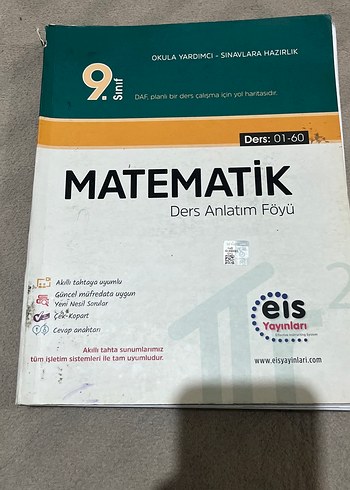 OKULA YARDIMCI - SINAVLARA HAZIRLIK
9. Sınıf
DAF, planlı bir ders çalışma için yol haritasıdır.
Ders: 01-60
MATEMATİK
Ders Anlatım Föyü
Akıllı tahtaya uyumlu
Güncel müfredata uygun
Yeni Nesil Sorular
Çek-Kopart
Cevap anahtarı
eis
Yayınları
Akıllı tahta sunumlarımız
tüm işletim sistemleri ile tam uyumludur.
www.eisyayinlari.com
2